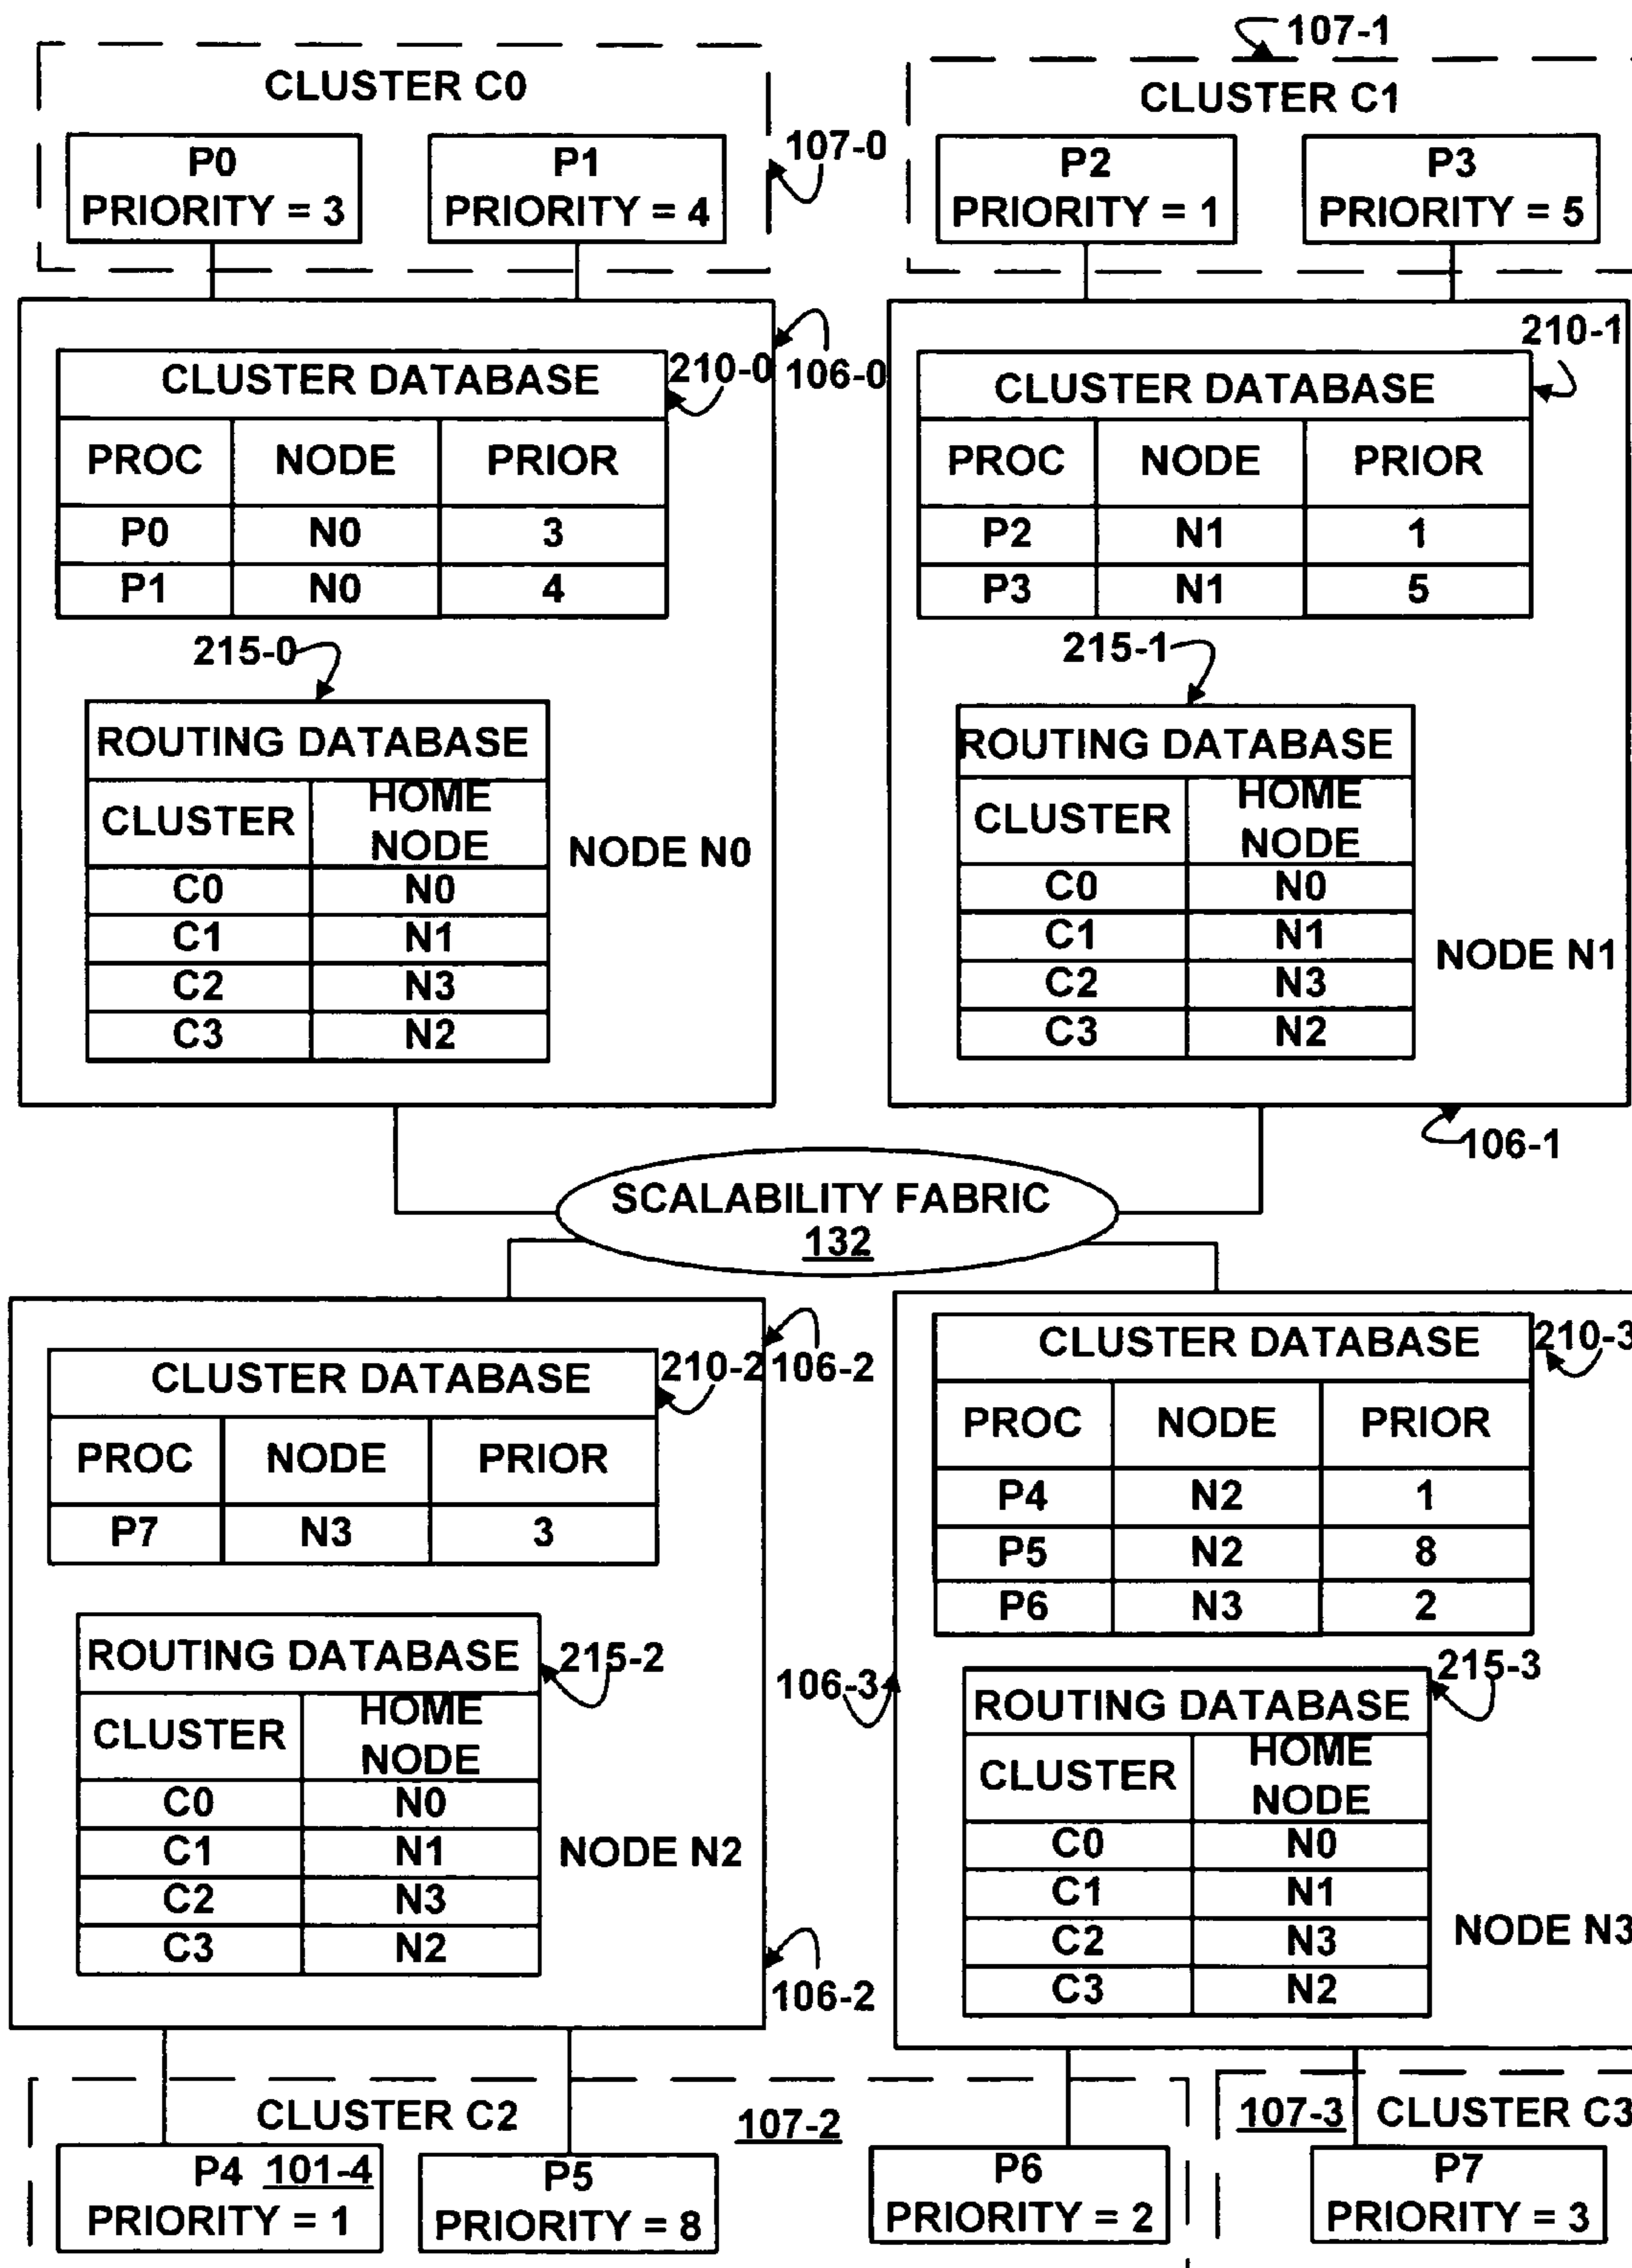 107-1
CLUSTER C0
CLUSTER C1
P0
PRIORITY = 3
P1
PRIORITY = 4
107-0
P2
PRIORITY = 1
P3
PRIORITY = 5
210-0
106-0
CLUSTER DATABASE
PROC NODE PRIOR
P0 N0 3
P1 N0 4
215-0
ROUTING DATABASE
CLUSTER HOME
NODE
C0 N0
C1 N1
C2 N3
C3 N2
NODE N0
210-1
CLUSTER DATABASE
PROC NODE PRIOR
P2 N1 1
P3 N1 5
215-1
ROUTING DATABASE
CLUSTER HOME
NODE
C0 N0
C1 N1
C2 N3
C3 N2
NODE N1
106-1
SCALABILITY FABRIC
132
CLUSTER DATABASE
210-2
106-2
PROC NODE PRIOR
P7 N3 3
ROUTING DATABASE
215-2
CLUSTER HOME
NODE
C0 N0
C1 N1
C2 N3
C3 N2
NODE N2
106-2
CLUSTER DATABASE
210-3
PROC NODE PRIOR
P4 N2 1
P5 N2 8
P6 N3 2
106-3
215-3
ROUTING DATABASE
CLUSTER HOME
NODE
C0 N0
C1 N1
C2 N3
C3 N2
NODE N3
CLUSTER C2
107-2
107-3 CLUSTER C3
P4 101-4
PRIORITY = 1
P5
PRIORITY = 8
P6
PRIORITY = 2
P7
PRIORITY = 3